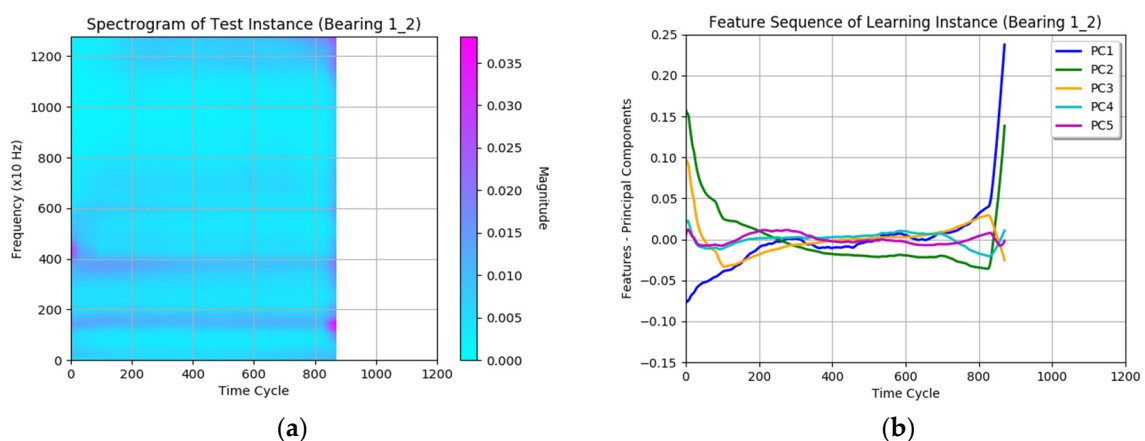 Spectrogram of Test Instance (Bearing 1_2)
Frequency (x10 Hz)
1200
1000
800
600
400
200
0
0 200 400 600 800 1000 1200
Time Cycle
0.035
0.030
0.025
0.020
0.015
0.010
0.005
0.000
Magnitude
(a)
Feature Sequence of Learning Instance (Bearing 1_2)
Features - Principal Components
0.25
0.20
0.15
0.10
0.05
0.00
−0.05
−0.10
−0.15
PC1
PC2
PC3
PC4
PC5
0 200 400 600 800 1000 1200
Time Cycle
(b)